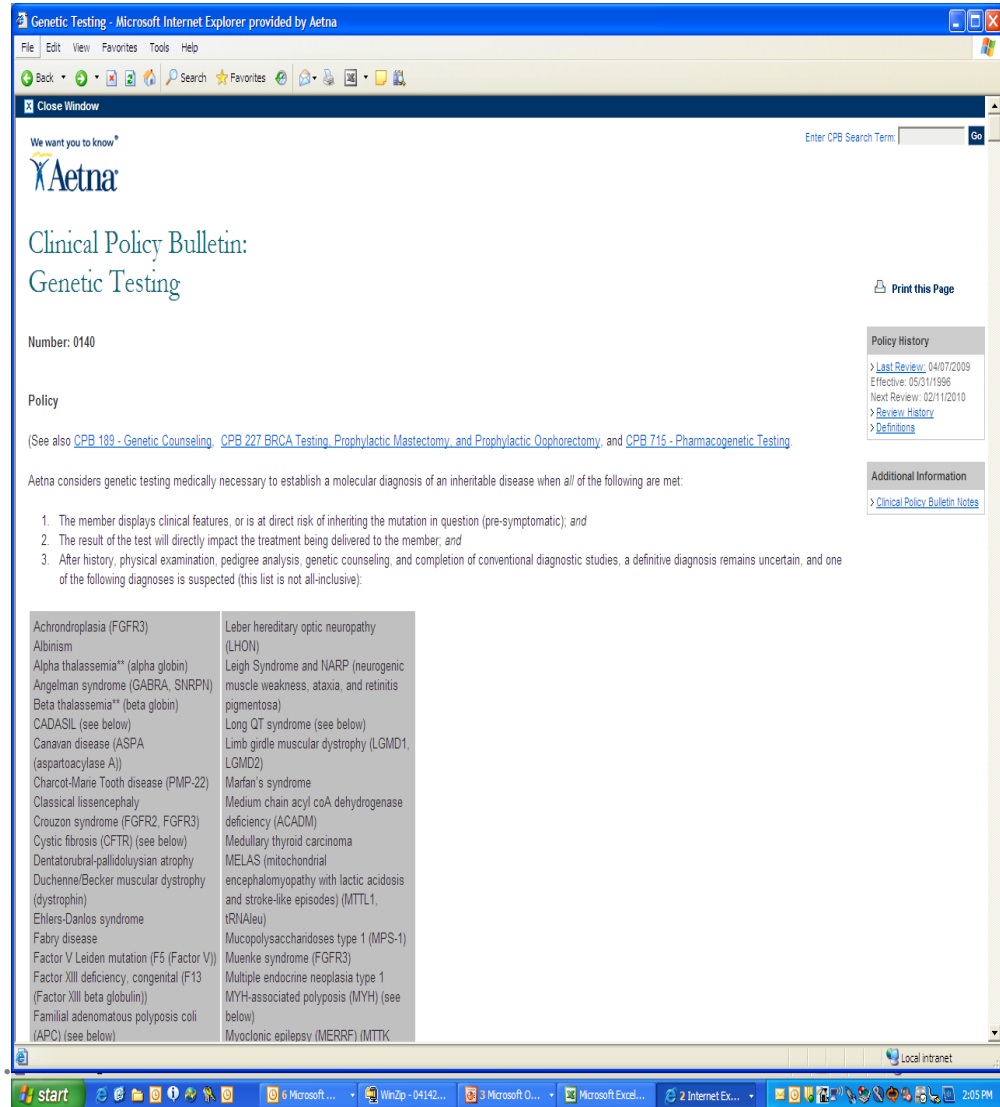 Genetic Testing - Microsoft Internet Explorer provided by Aetna
File Edit View Favorites Tools Help
Back Search Favorites
X Close Window
We want you to know®
Aetna®
Enter CPB Search Term: Go
Clinical Policy Bulletin:
Genetic Testing
Print this Page
Number: 0140
Policy History
> Last Review: 04/07/2009
Effective: 05/31/1996
Next Review: 02/11/2010
> Review History
> Definitions
Additional Information
> Clinical Policy Bulletin Notes
Policy
(See also CPB 189 - Genetic Counseling, CPB 227 BRCA Testing, Prophylactic Mastectomy, and Prophylactic Oophorectomy, and CPB 715 - Pharmacogenetic Testing.
Aetna considers genetic testing medically necessary to establish a molecular diagnosis of an inheritable disease when all of the following are met:
1. The member displays clinical features, or is at direct risk of inheriting the mutation in question (pre-symptomatic); and
2. The result of the test will directly impact the treatment being delivered to the member; and
3. After history, physical examination, pedigree analysis, genetic counseling, and completion of conventional diagnostic studies, a definitive diagnosis remains uncertain, and one
of the following diagnoses is suspected (this list is not all-inclusive):
Achrondroplasia (FGFR3)
Albinism
Alpha thalassemia** (alpha globin)
Angelman syndrome (GABRA, SNRPN)
Beta thalassemia** (beta globin)
CADASIL (see below)
Canavan disease (ASPA
(aspartoacylase A))
Charcot-Marie Tooth disease (PMP-22)
Classical lissencephaly
Crouzon syndrome (FGFR2, FGFR3)
Cystic fibrosis (CFTR) (see below)
Dentatorubral-pallidoluysian atrophy
Duchenne/Becker muscular dystrophy
(dystrophin)
Ehlers-Danlos syndrome
Fabry disease
Factor V Leiden mutation (F5 (Factor V))
Factor XIII deficiency, congenital (F13
(Factor XIII beta globulin))
Familial adenomatous polyposis coli
(APC) (see below)
Leber hereditary optic neuropathy
(LHON)
Leigh Syndrome and NARP (neurogenic
muscle weakness, ataxia, and retinitis
pigmentosa)
Long QT syndrome (see below)
Limb girdle muscular dystrophy (LGMD1,
LGMD2)
Marfan's syndrome
Medium chain acyl coA dehydrogenase
deficiency (ACADM)
Medullary thyroid carcinoma
MELAS (mitochondrial
encephalomyopathy with lactic acidosis
and stroke-like episodes) (MTTL1,
tRNAleu)
Mucopolysaccharidoses type 1 (MPS-1)
Muenke syndrome (FGFR3)
Multiple endocrine neoplasia type 1
MYH-associated polyposis (MYH) (see
below)
Myoclonic epilepsy (MERRF) (MTTK
Local intranet
start 6 Microsoft ... WinZip - 04142... 3 Microsoft O... Microsoft Excel... 2 Internet Ex... 2:05 PM